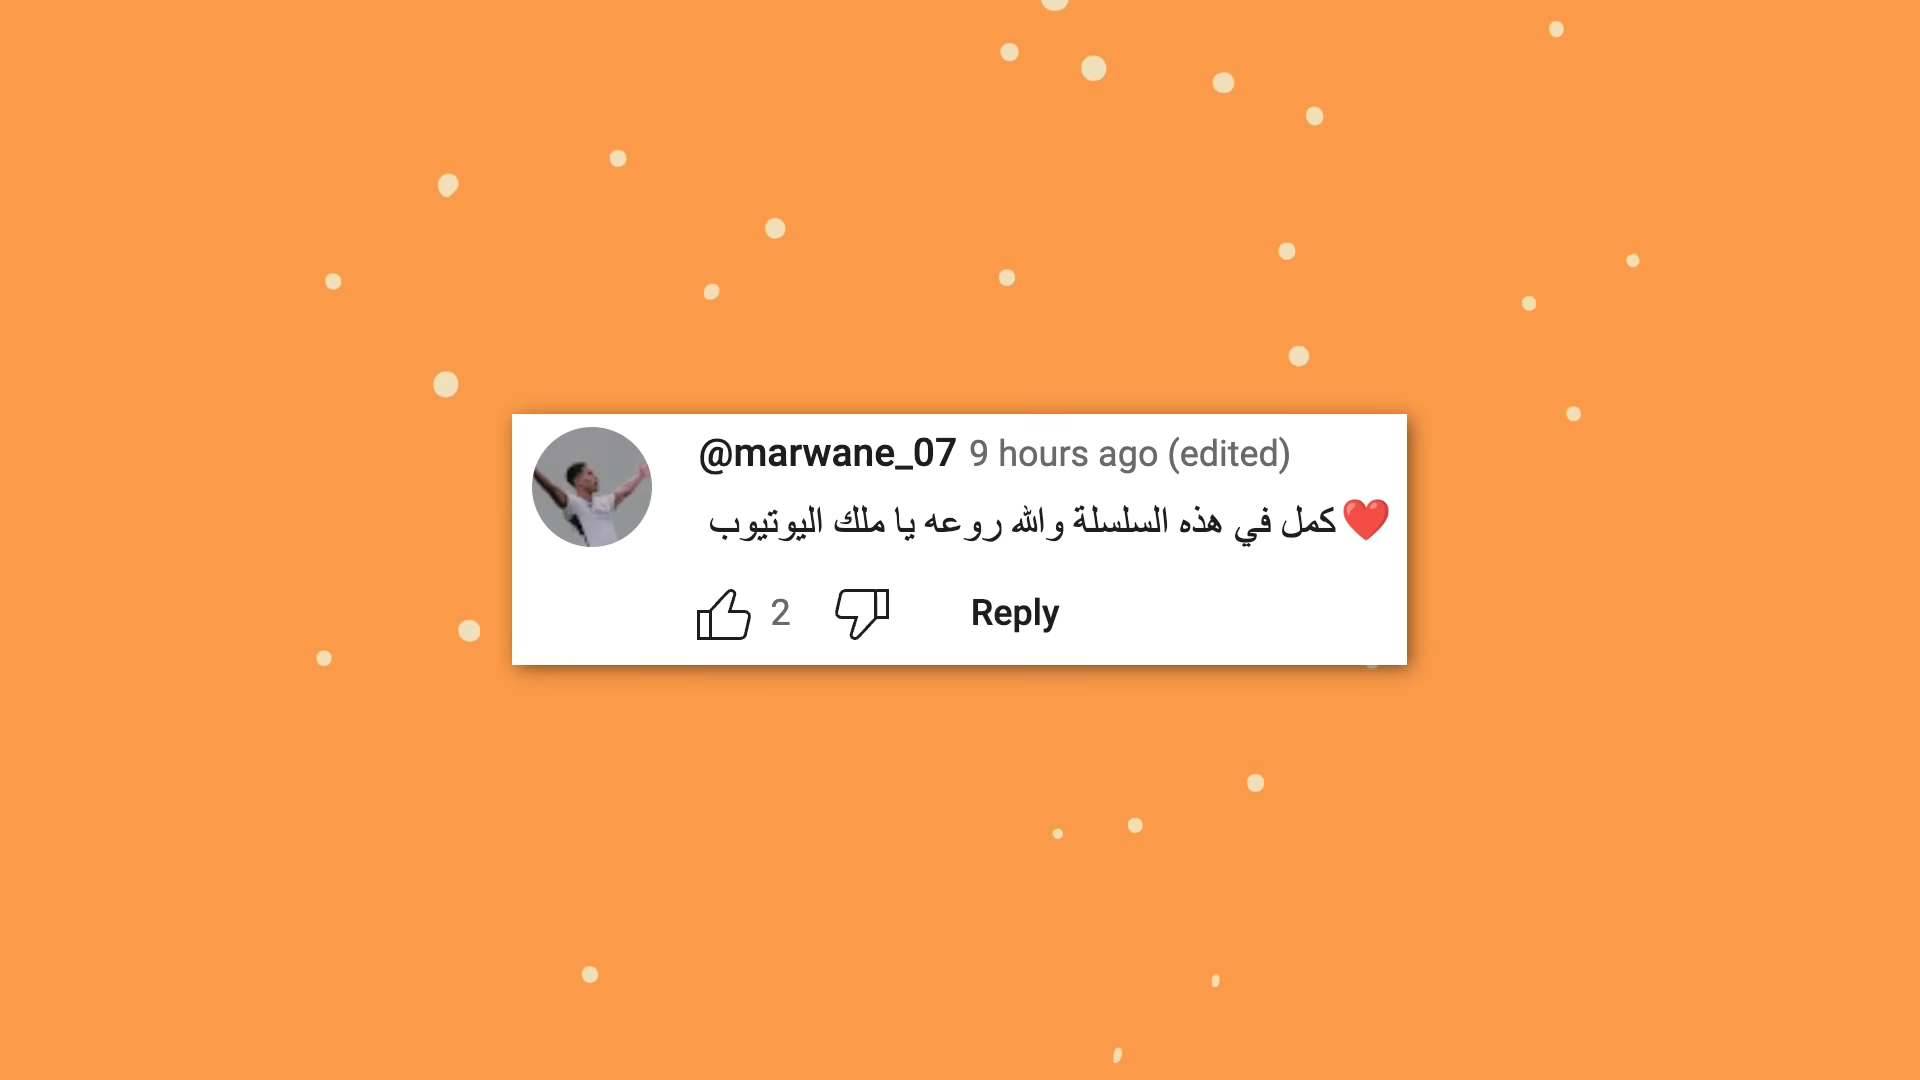 @marwane_07 9 hours ago (edited)
❤️كمل في هذه السلسلة والله روعه يا ملك اليوتيوب
2 Reply